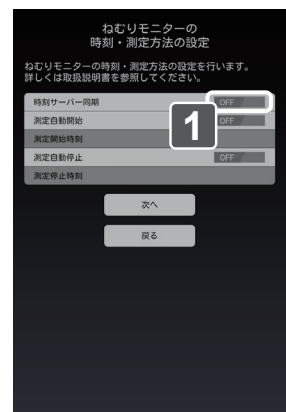 ねむりモニターの
時刻・測定方法の設定
ねむりモニターの時刻・測定方法の設定を行います。
詳しくは取扱説明書を参照してください。
時刻サーバー同期 OFF
測定自動開始 1 OFF
測定開始時刻
測定自動停止 OFF
測定停止時刻
次へ
戻る